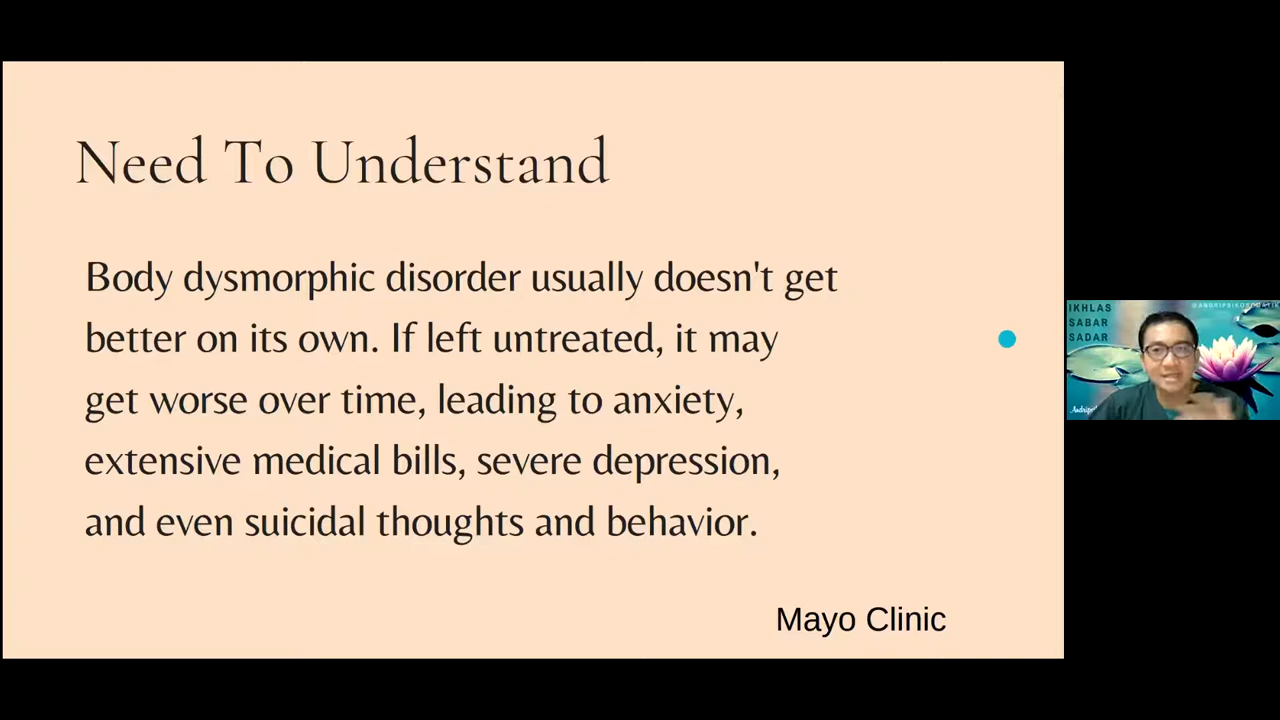 Need To Understand
Body dysmorphic disorder usually doesn't get
better on its own. If left untreated, it may
get worse over time, leading to anxiety,
extensive medical bills, severe depression,
and even suicidal thoughts and behavior.
Mayo Clinic
@ANDRIPSIKOSOMATIK
IKHLAS
SABAR
SADAR